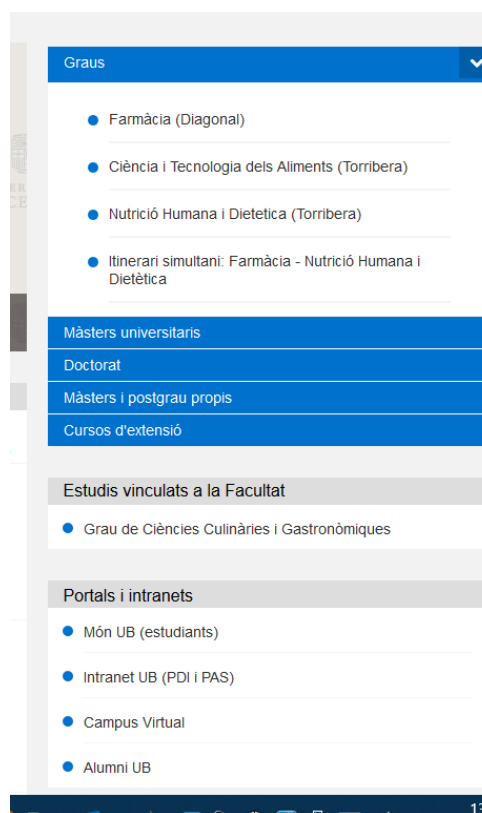 Graus
Farmàcia (Diagonal)
Ciència i Tecnologia dels Aliments (Torribera)
Nutrició Humana i Dietetica (Torribera)
Itinerari simultani: Farmàcia - Nutrició Humana i
Dietètica
Màsters universitaris
Doctorat
Màsters i postgrau propis
Cursos d'extensió
Estudis vinculats a la Facultat
Grau de Ciències Culinàries i Gastronòmiques
Portals i intranets
Món UB (estudiants)
Intranet UB (PDI i PAS)
Campus Virtual
Alumni UB